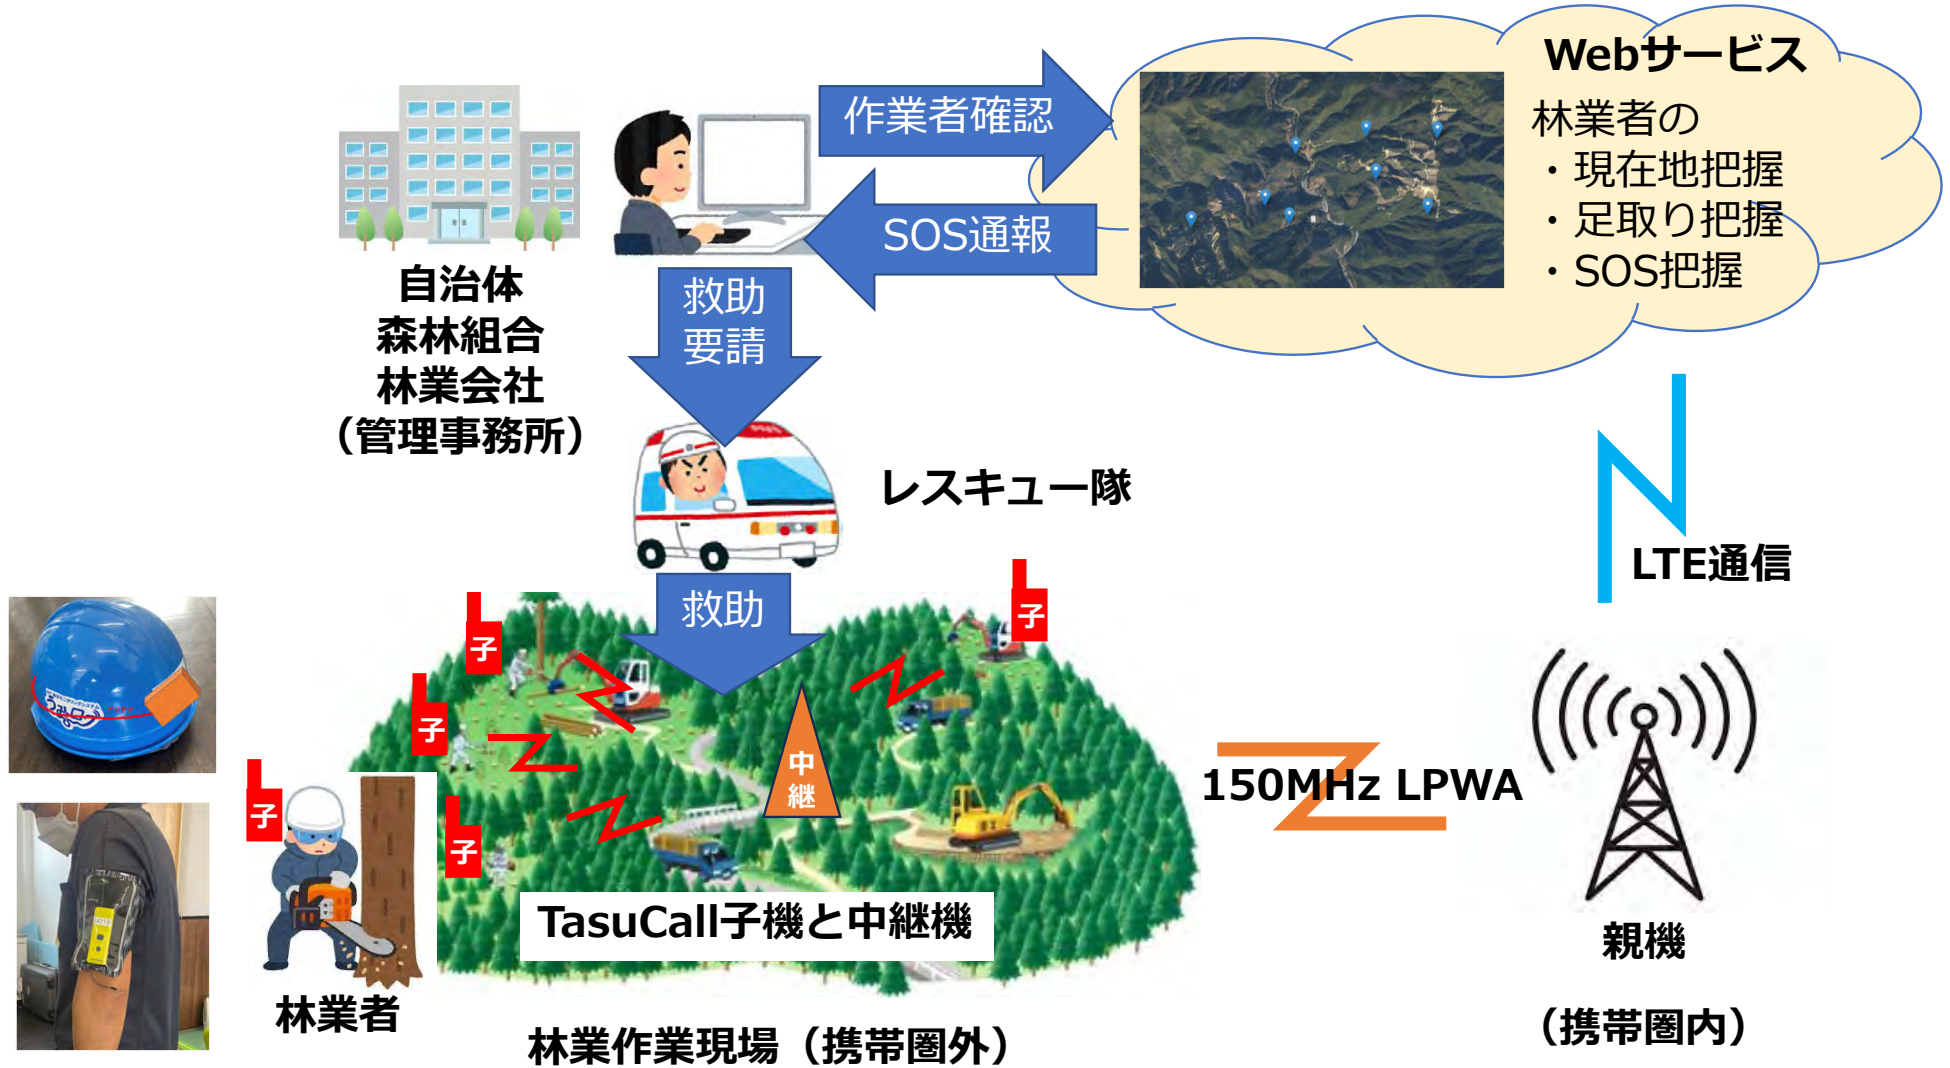 Webサービス
林業者の
・現在地把握
・足取り把握
・SOS把握
作業者確認
SOS通報
自治体
森林組合
林業会社
（管理事務所）
救助
要請
レスキュー隊
救助
LTE通信
子
子
子
子
子
中
継
150MHz LPWA
TasuCall子機と中継機
親機
林業者
林業作業現場（携帯圏外）
（携帯圏内）